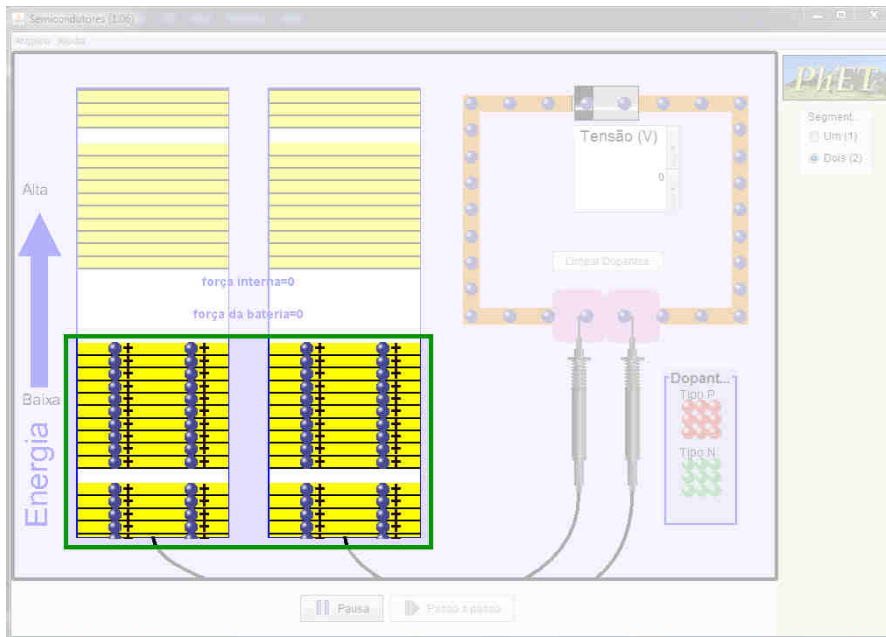 Semicondutores (1.06)
Arquivo Ajuda
PhET
Segment...
Um (1)
Dois (2)
Tensão (V)
0
Alta
Limpar Dopantes
força interna=0
força da bateria=0
Dopant...
Tipo P
Baixa
Tipo N
Energia
Pausa
Passo a passo